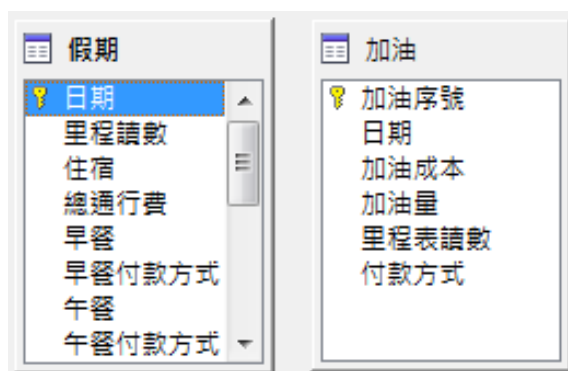 假期
日期
里程讀數
住宿
總通行費
早餐
早餐付款方式
午餐
午餐付款方式
加油
加油序號
日期
加油成本
加油量
里程表讀數
付款方式